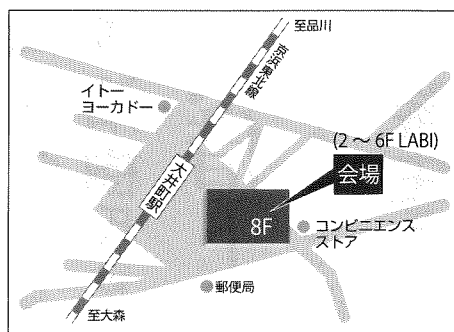 至品川
京浜東北線
イトー
ヨーカドー
(2 ～ 6F LABI)
会場
大井町駅
8F
コンビニエンス
ストア
郵便局
至大森